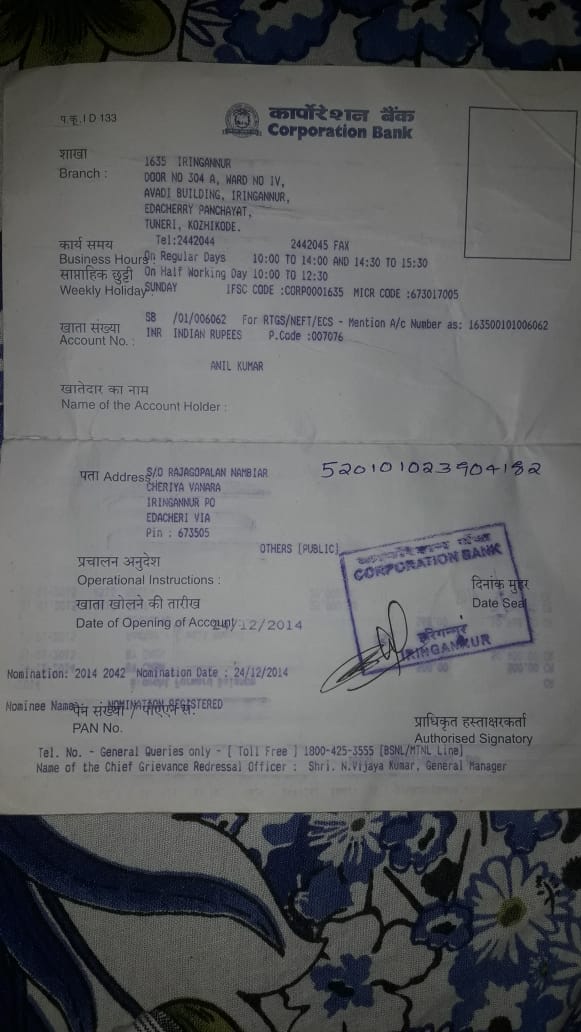 प.कृ.I D 133
कार्पोरेशन बैंक
Corporation Bank
शाखा
Branch :
1635 IRINGANNUR
DOOR NO 304 A, WARD NO IV,
AVADI BUILDING, IRINGANNUR,
EDACHERRY PANCHAYAT,
TUNERI, KOZHIKODE.
कार्य समय Tel:2442044 2442045 FAX
Business Hours : On Regular Days 10:00 TO 14:00 AND 14:30 TO 15:30
साप्ताहिक छुट्टी On Half Working Day 10:00 TO 12:30
Weekly Holiday SUNDAY IFSC CODE :CORP0001635 MICR CODE :673017005
खाता संख्या SB /01/006062 For RTGS/NEFT/ECS - Mention A/c Number as: 163500101006062
Account No. : INR INDIAN RUPEES P.Code :007076
ANIL KUMAR
खातेदार का नाम
Name of the Account Holder :
520101023904182
पता Address S/O RAJAGOPALAN NAMBIAR
CHERIYA VANARA
IRINGANNUR PO
EDACHERI VIA
Pin : 673505
OTHERS [PUBLIC]
प्रचालन अनुदेश
Operational Instructions :
CORPORATION BANK
दिनांक मुहर
Date Seal
खाता खोलने की तारीख
Date of Opening of Account /12/2014
इरिंगन्नूर
IRINGANNUR
Nomination: 2014 2042 Nomination Date : 24/12/2014
Nominee Name: NOMINATION REGISTERED
पैन संख्या /
PAN No.
प्राधिकृत हस्ताक्षरकर्ता
Authorised Signatory
Tel. No. - General Queries only - [ Toll Free ] 1800-425-3555 [BSNL/MTNL Line]
Name of the Chief Grievance Redressal Officer : Shri. N.Vijaya Kumar, General Manager